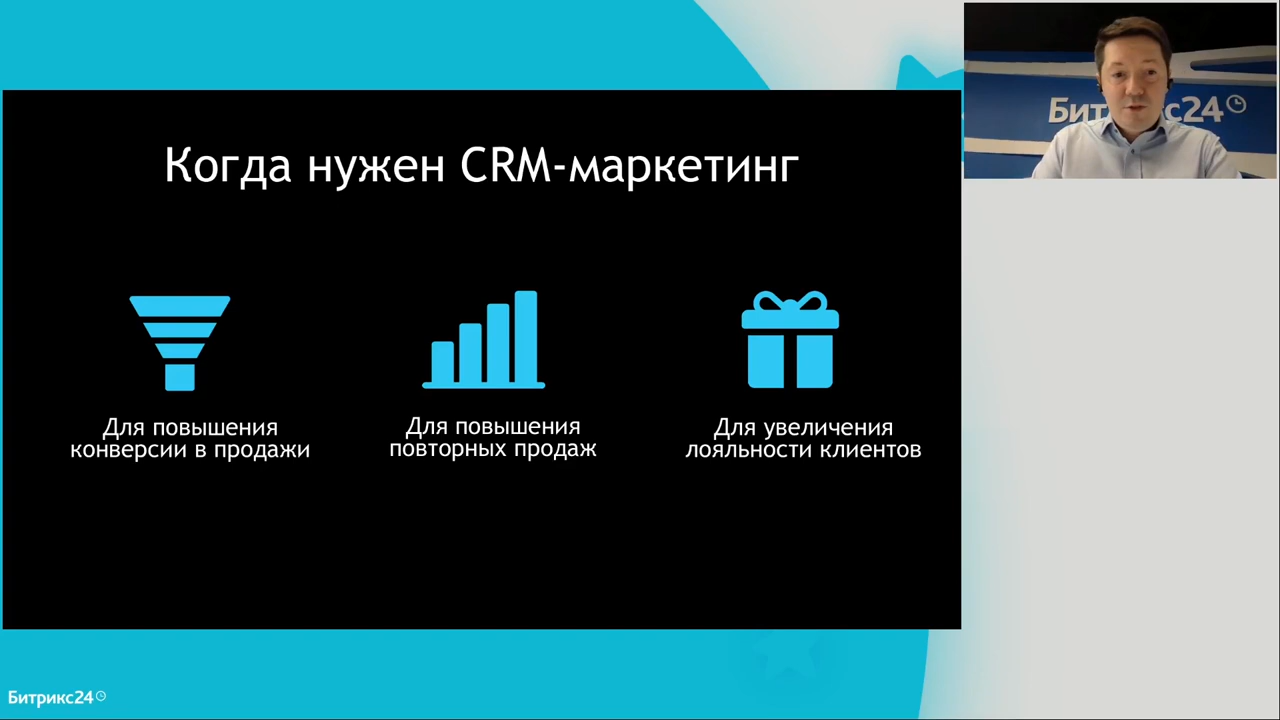 Когда нужен CRM-маркетинг
Для повышения
конверсии в продажи
Для повышения
повторных продаж
Для увеличения
лояльности клиентов
Битрикс24
Битрикс24